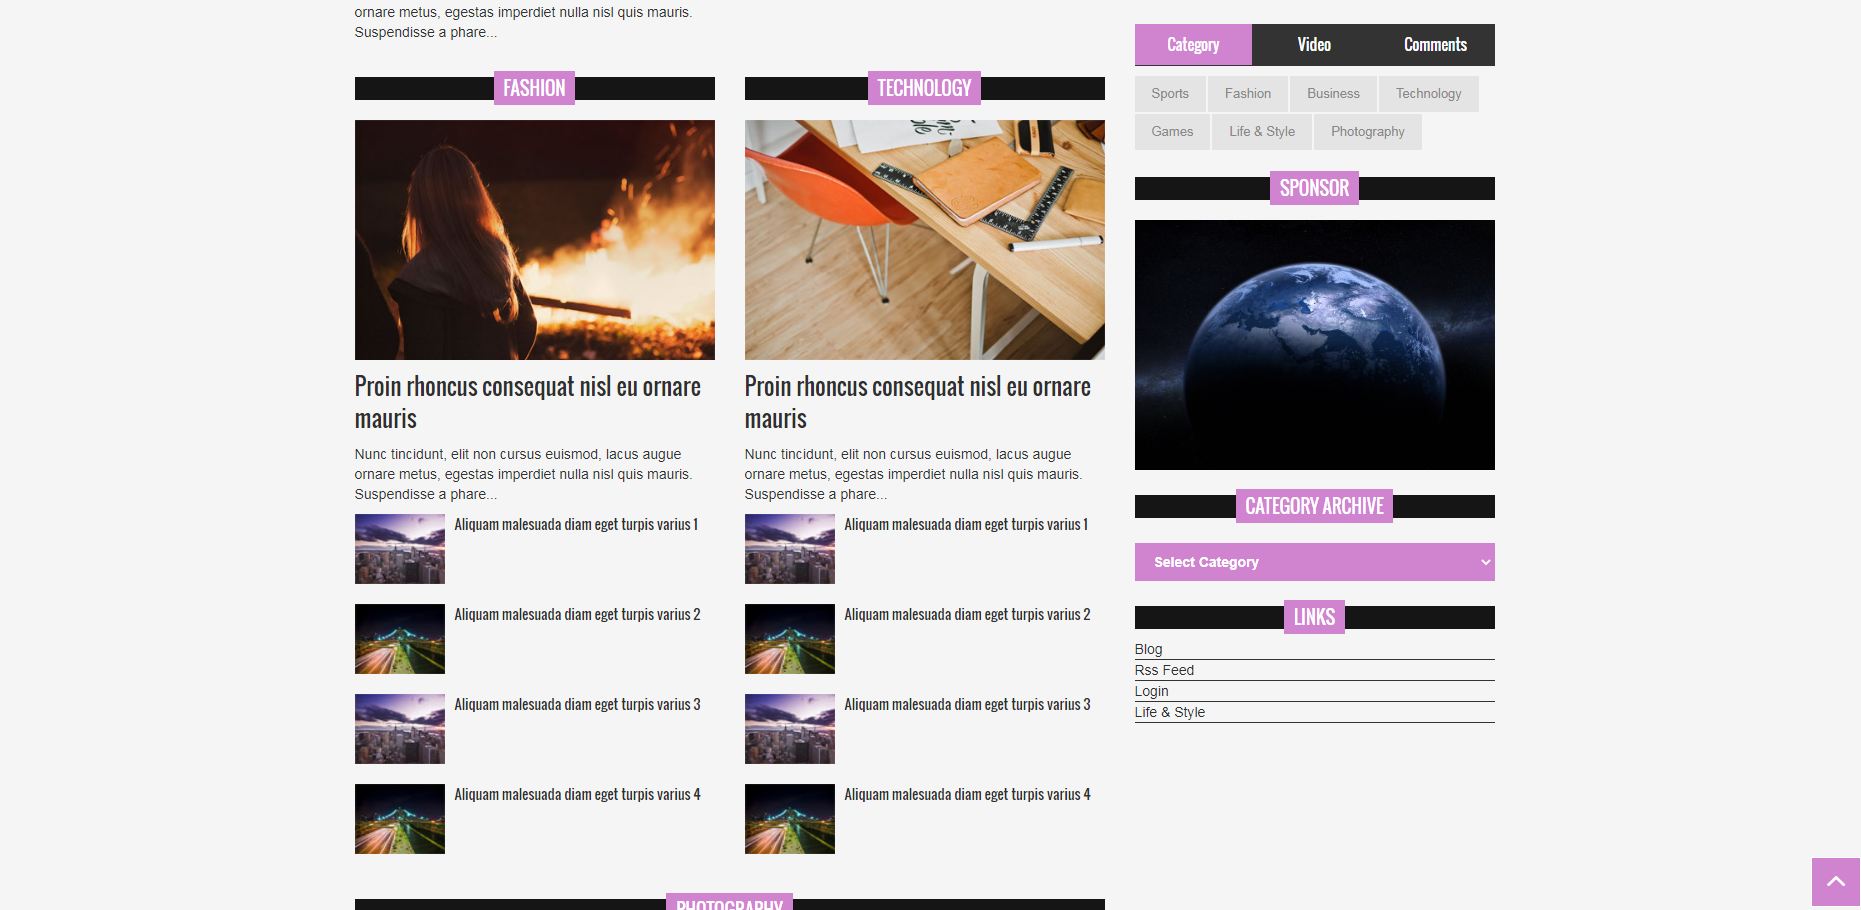 ornare metus, egestas imperdiet nulla nisl quis mauris.
Suspendisse a phare...
FASHION
Proin rhoncus consequat nisl eu ornare
mauris
Nunc tincidunt, elit non cursus euismod, lacus augue
ornare metus, egestas imperdiet nulla nisl quis mauris.
Suspendisse a phare...
Aliquam malesuada diam eget turpis varius 1
Aliquam malesuada diam eget turpis varius 2
Aliquam malesuada diam eget turpis varius 3
Aliquam malesuada diam eget turpis varius 4
TECHNOLOGY
Proin rhoncus consequat nisl eu ornare
mauris
Nunc tincidunt, elit non cursus euismod, lacus augue
ornare metus, egestas imperdiet nulla nisl quis mauris.
Suspendisse a phare...
Aliquam malesuada diam eget turpis varius 1
Aliquam malesuada diam eget turpis varius 2
Aliquam malesuada diam eget turpis varius 3
Aliquam malesuada diam eget turpis varius 4
PHOTOGRAPHY
Category Video Comments
Sports Fashion Business Technology
Games Life & Style Photography
SPONSOR
CATEGORY ARCHIVE
Select Category
LINKS
Blog
Rss Feed
Login
Life & Style